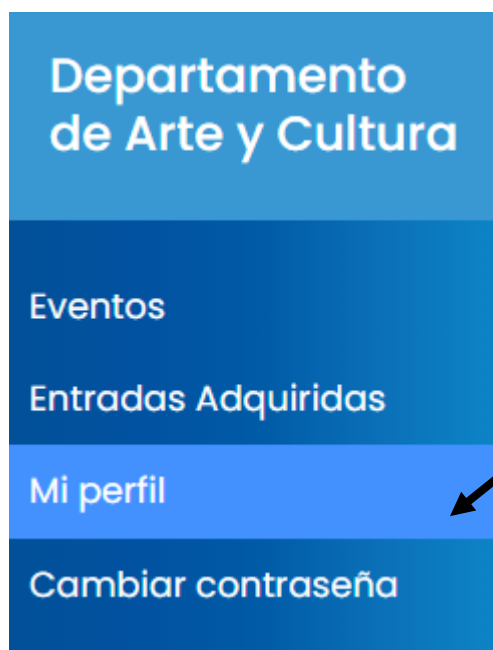 Departamento
de Arte y Cultura
Eventos
Entradas Adquiridas
Mi perfil
Cambiar contraseña